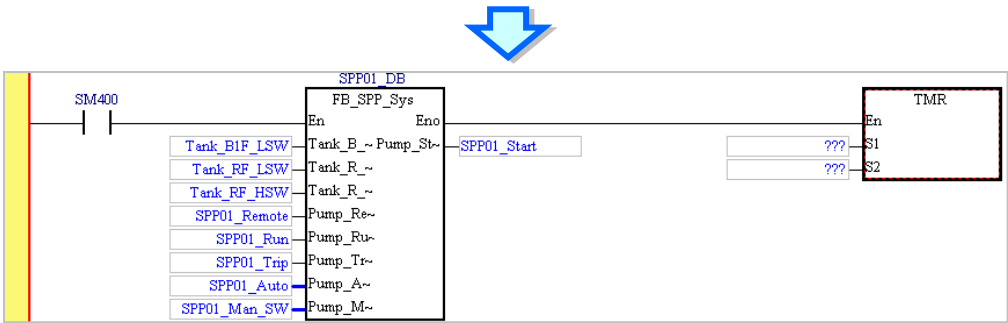 SPP01_DB
SM400 FB_SPP_Sys TMR
En Eno En
Tank_B1F_LSW Tank_B_~ Pump_St~ SPP01_Start ??? S1
Tank_RF_LSW Tank_R_~ ??? S2
Tank_RF_HSW Tank_R_~
SPP01_Remote Pump_Re~
SPP01_Run Pump_Ru~
SPP01_Trip Pump_Tr~
SPP01_Auto Pump_A~
SPP01_Man_SW Pump_M~